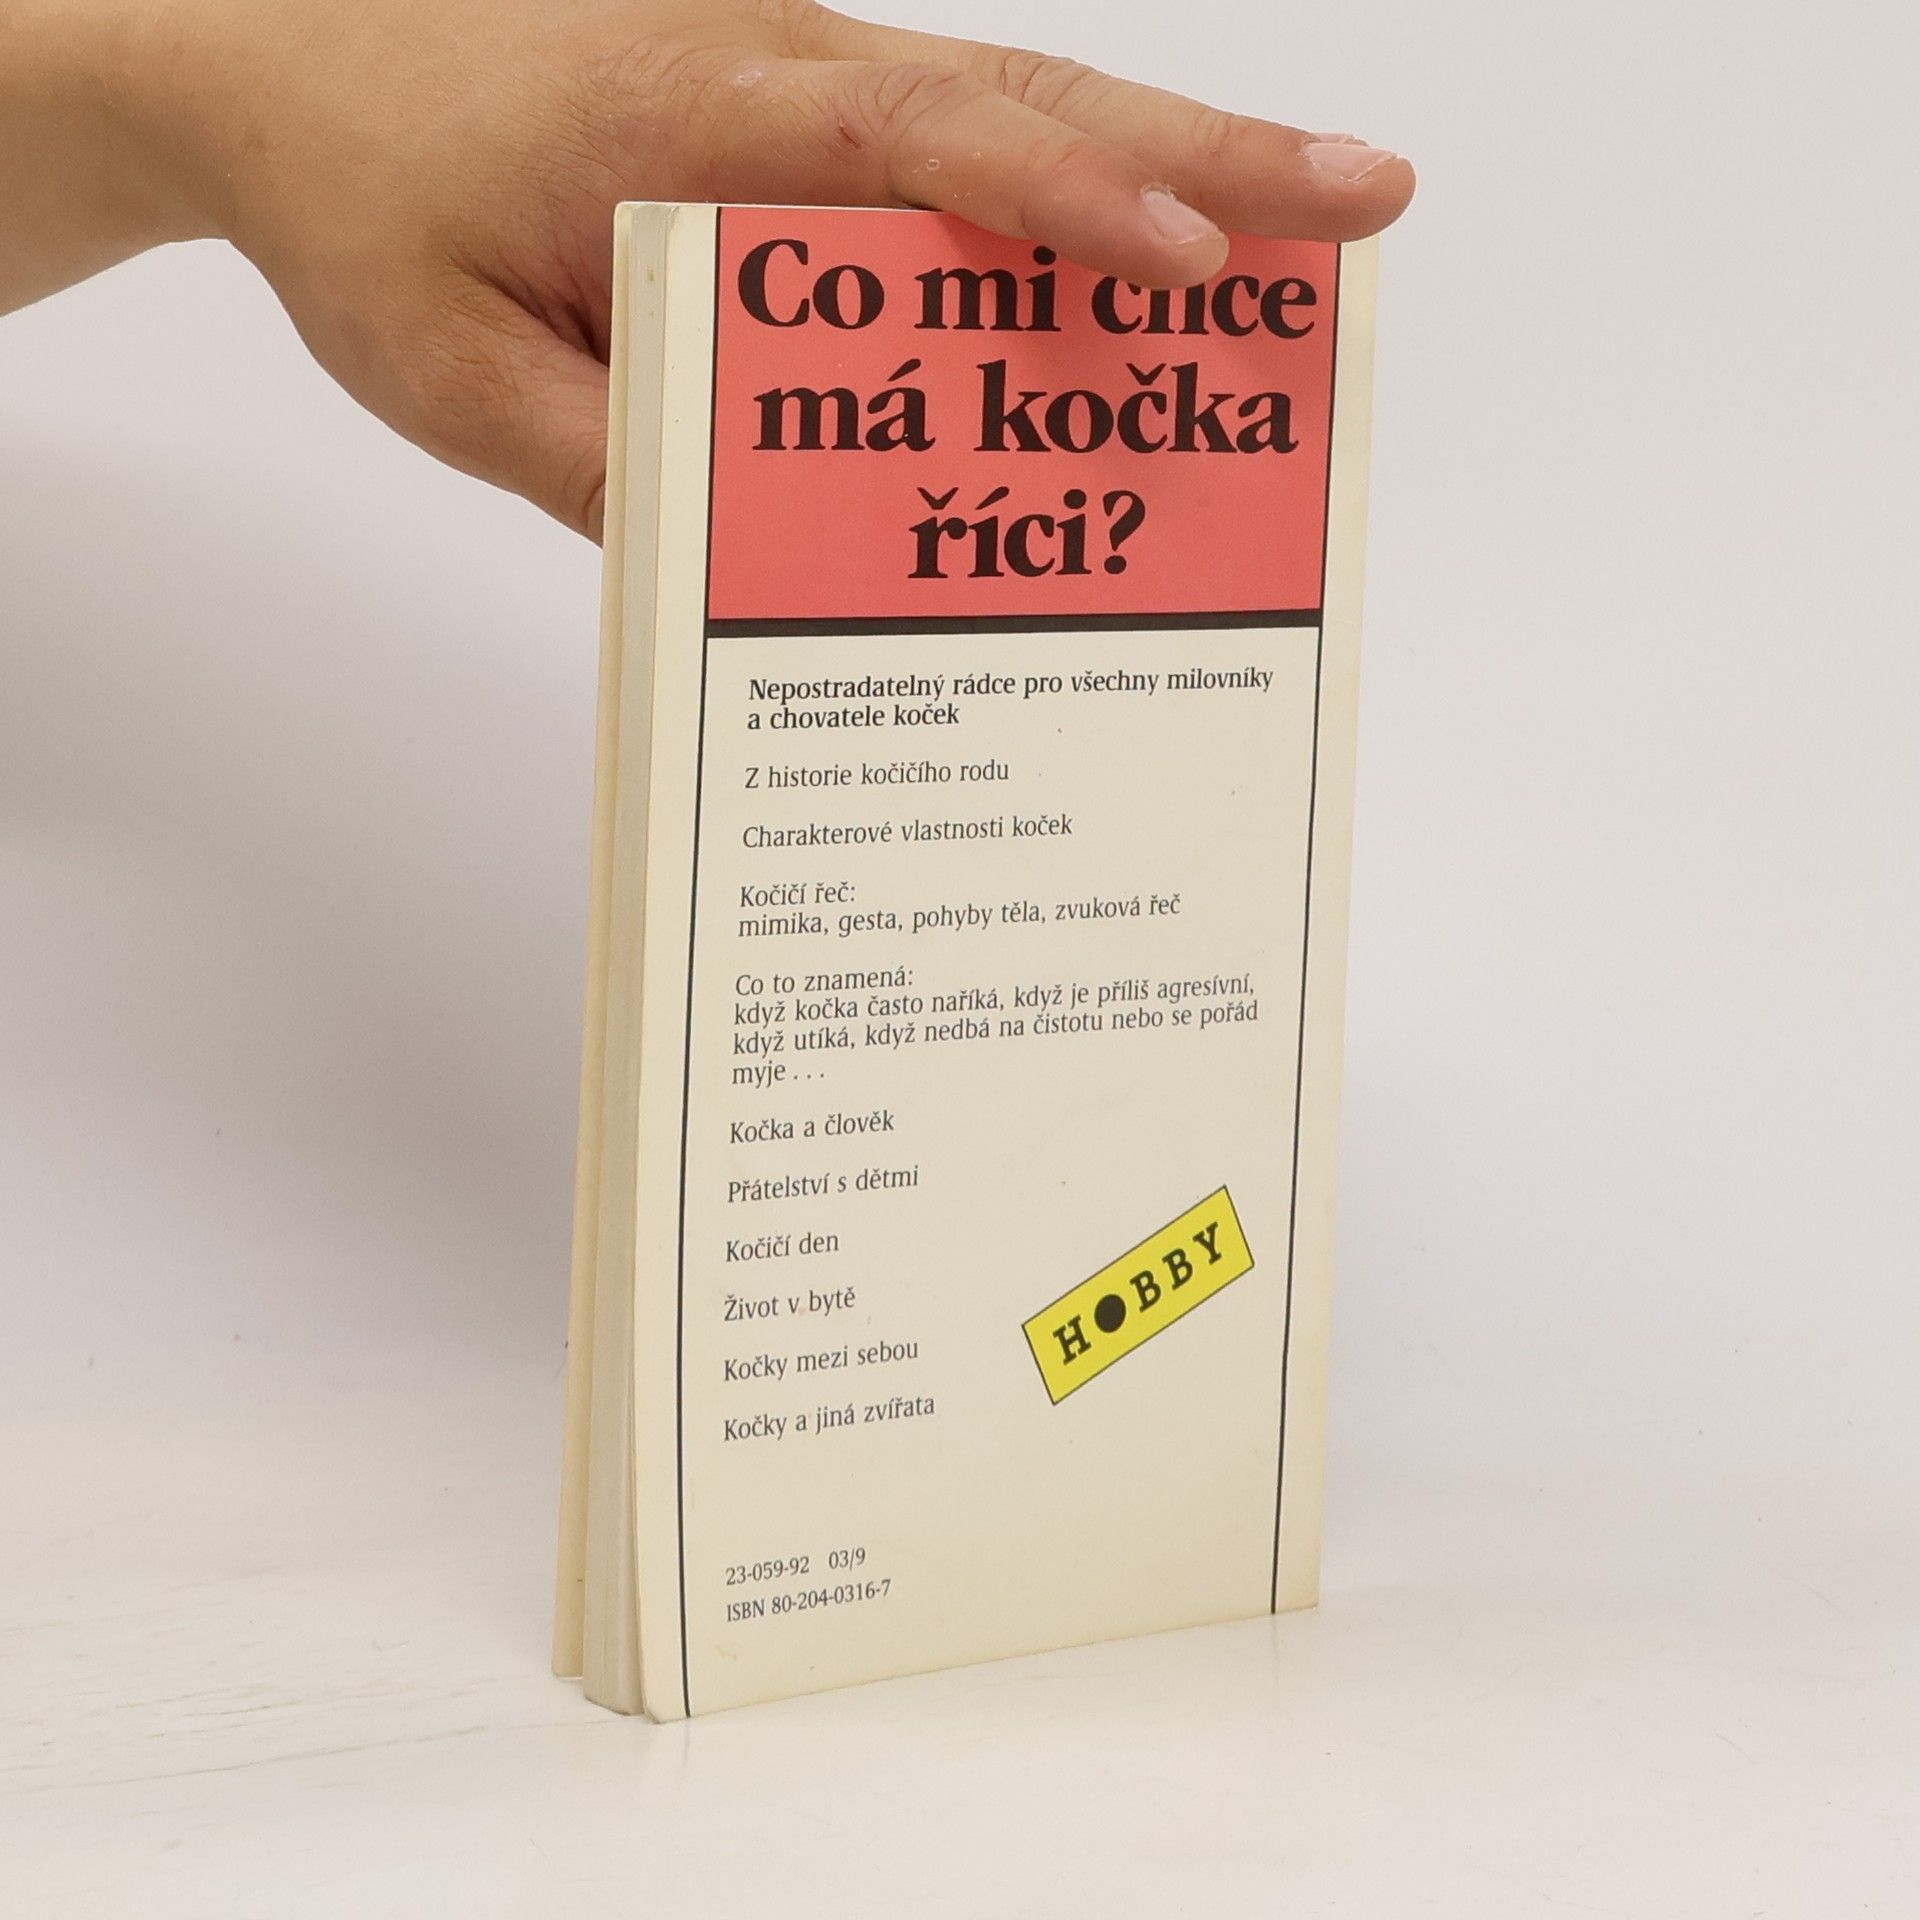 Co mi chce
má kočka
říci?
Nepostradatelný rádce pro všechny milovníky
a chovatele koček
Z historie kočičího rodu
Charakterové vlastnosti koček
Kočičí řeč:
mimika, gesta, pohyby těla, zvuková řeč
Co to znamená:
když kočka často naříká, když je příliš agresívní,
když utíká, když nedbá na čistotu nebo se pořád
myje . . .
Kočka a člověk
Přátelství s dětmi
Kočičí den
Život v bytě
Kočky mezi sebou
Kočky a jiná zvířata
HOBBY
23-059-92 03/9
ISBN 80-204-0316-7